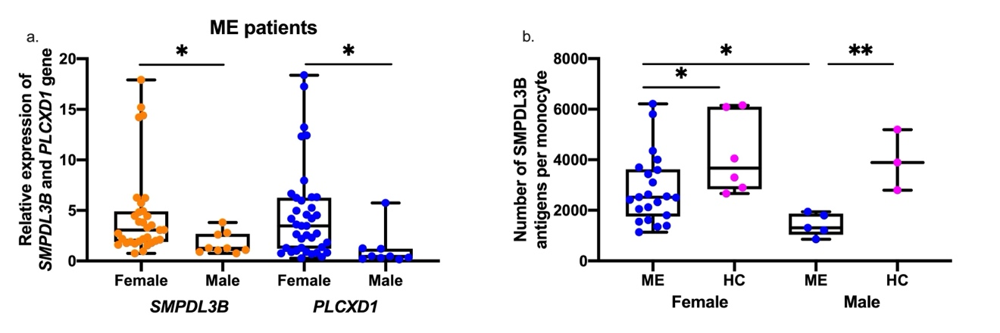 a.
ME patients
Relative expression of
SMPDL3B and PLCXD1 gene
20
15
10
5
0
*
*
Female
Male
Female
Male
SMPDL3B
PLCXD1
b.
Number of SMPDL3B
antigens per monocyte
8000
6000
4000
2000
0
*
**
*
ME
HC
ME
HC
Female
Male